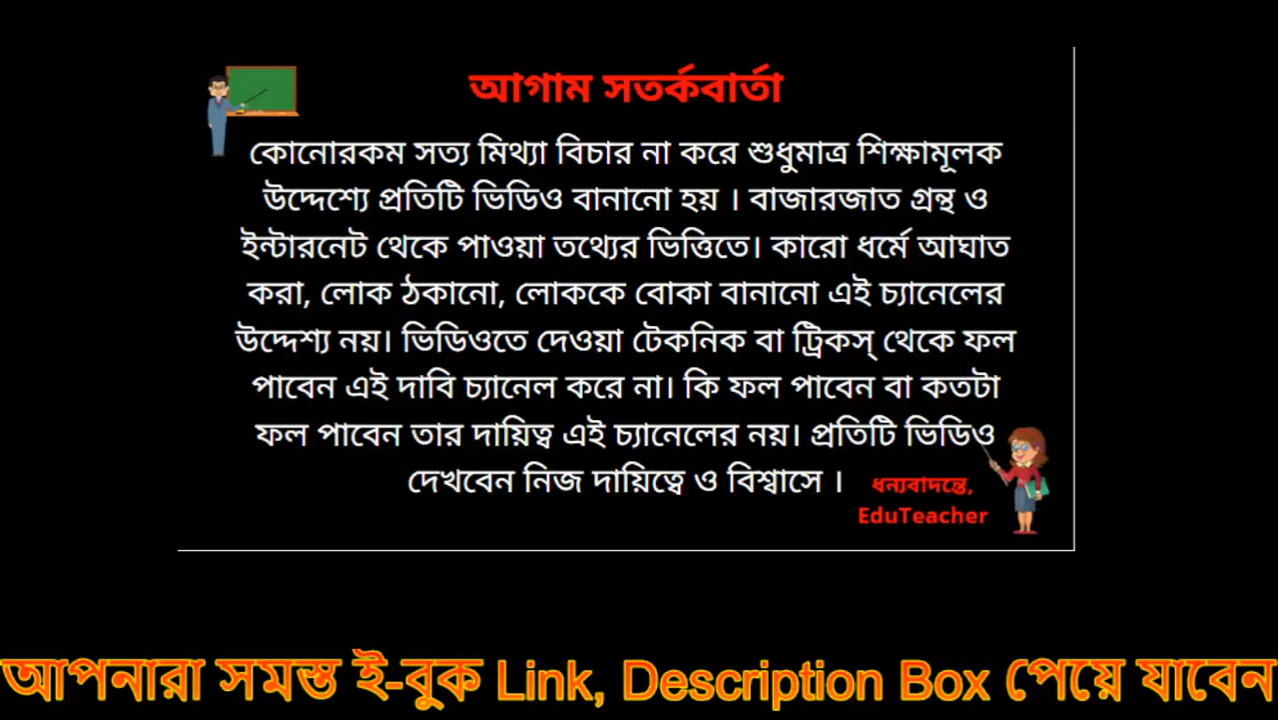 আগাম সতর্কবার্তা
কোনোরকম সত্য মিথ্যা বিচার না করে শুধুমাত্র শিক্ষামূলক
উদ্দেশ্যে প্রতিটি ভিডিও বানানো হয় । বাজারজাত গ্রন্থ ও
ইন্টারনেট থেকে পাওয়া তথ্যের ভিত্তিতে। কারো ধর্মে আঘাত
করা, লোক ঠকানো, লোককে বোকা বানানো এই চ্যানেলের
উদ্দেশ্য নয়। ভিডিওতে দেওয়া টেকনিক বা ট্রিকস্ থেকে ফল
পাবেন এই দাবি চ্যানেল করে না। কি ফল পাবেন বা কতটা
ফল পাবেন তার দায়িত্ব এই চ্যানেলের নয়। প্রতিটি ভিডিও
দেখবেন নিজ দায়িত্বে ও বিশ্বাসে ।
ধন্যবাদন্তে,
EduTeacher
আপনারা সমস্ত ই-বুক Link, Description Box পেয়ে যাবেন